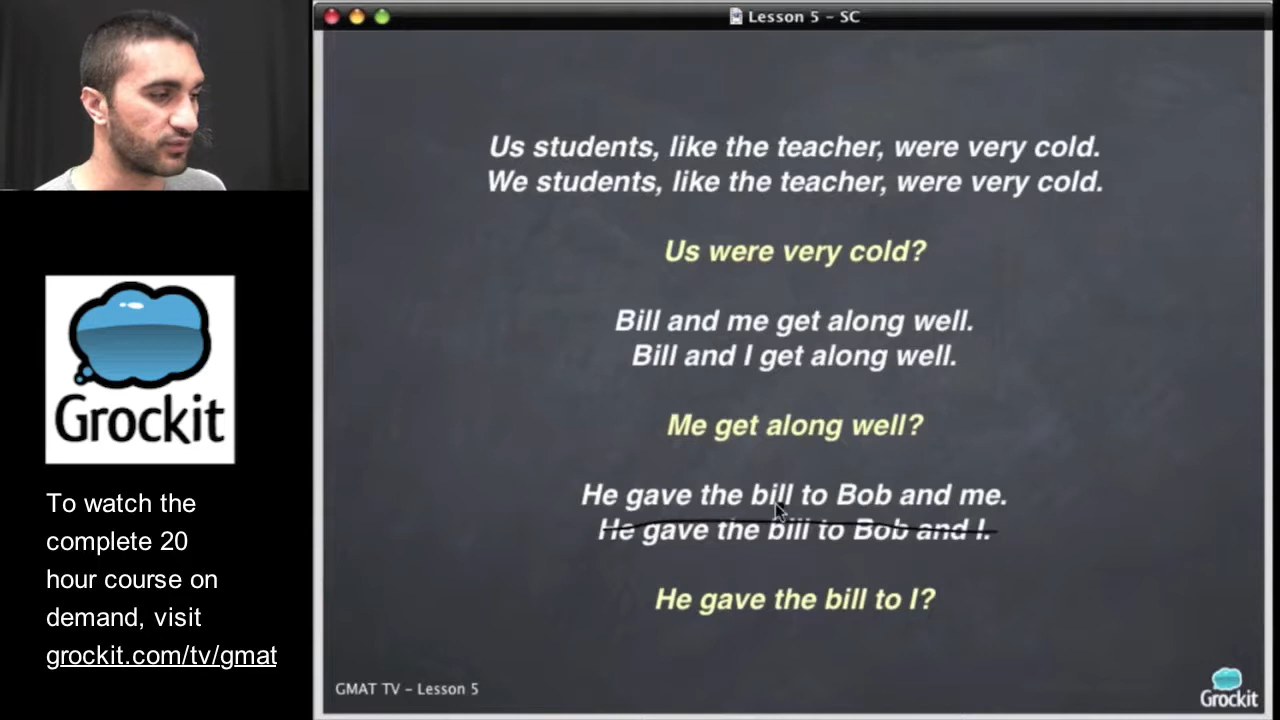 Lesson 5 - SC
Us students, like the teacher, were very cold.
We students, like the teacher, were very cold.
Us were very cold?
Bill and me get along well.
Bill and I get along well.
Me get along well?
He gave the bill to Bob and me.
He gave the bill to Bob and I.
He gave the bill to I?
GMAT TV - Lesson 5
Grockit
Grockit
To watch the
complete 20
hour course on
demand, visit
grockit.com/tv/gmat